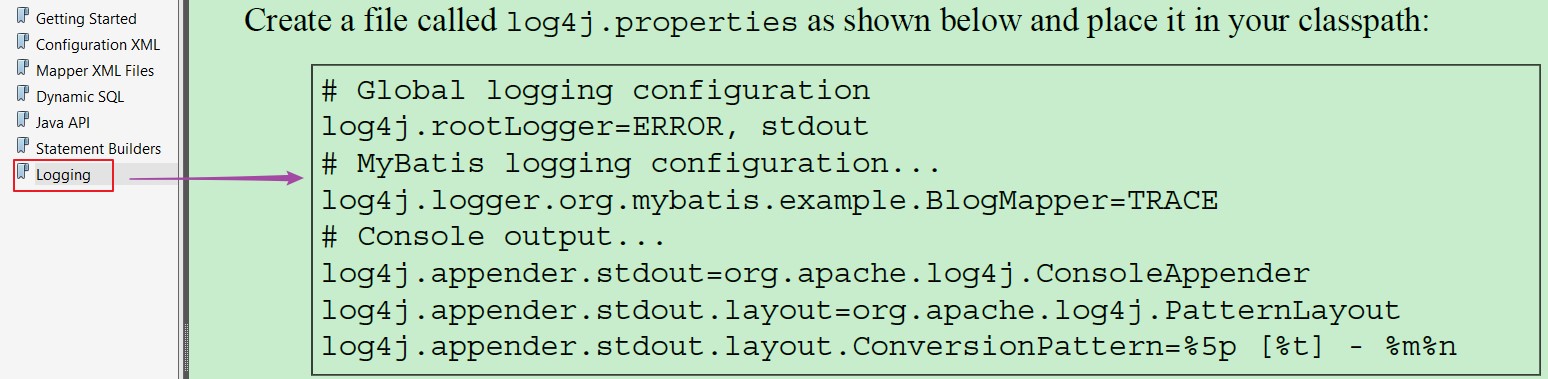 Getting Started
Configuration XML
Mapper XML Files
Dynamic SQL
Java API
Statement Builders
Logging
Create a file called log4j.properties as shown below and place it in your classpath:
# Global logging configuration
log4j.rootLogger=ERROR, stdout
# MyBatis logging configuration...
log4j.logger.org.mybatis.example.BlogMapper=TRACE
# Console output...
log4j.appender.stdout=org.apache.log4j.ConsoleAppender
log4j.appender.stdout.layout=org.apache.log4j.PatternLayout
log4j.appender.stdout.layout.ConversionPattern=%5p [%t] - %m%n